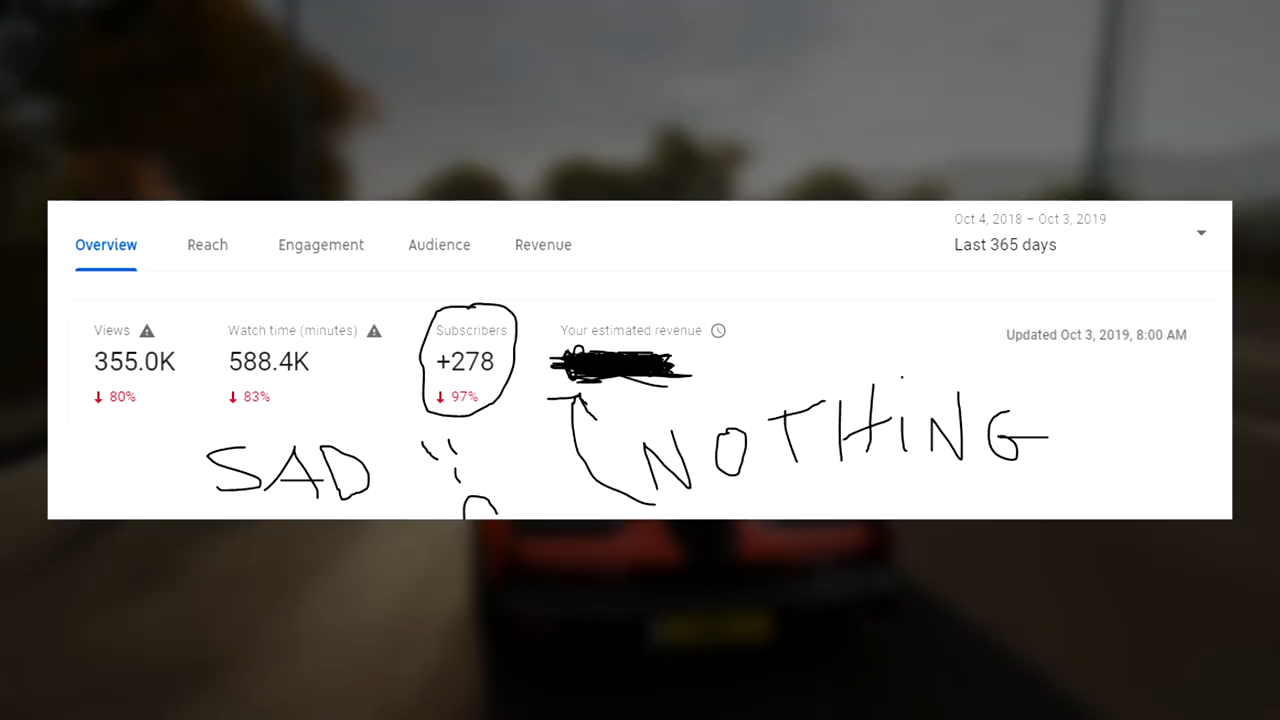 Overview Reach Engagement Audience Revenue
Oct 4, 2018 – Oct 3, 2019
Last 365 days
Views Watch time (minutes) Subscribers Your estimated revenue
355.0K 588.4K +278
80% 83% 97%
Updated Oct 3, 2019, 8:00 AM
SAD NOTHiNG